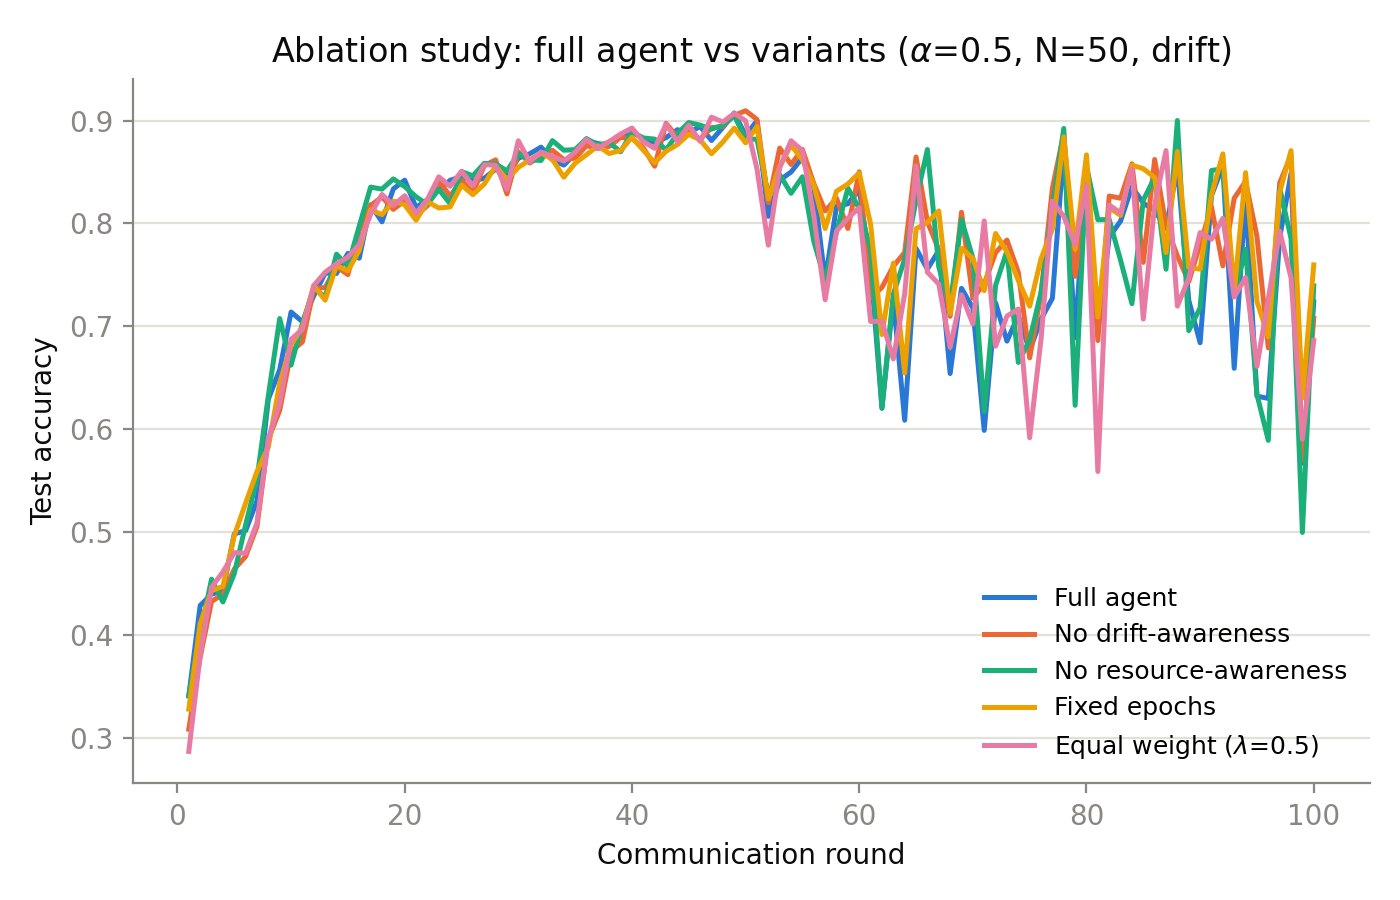 Ablation study: full agent vs variants (α=0.5, N=50, drift)
0.9
0.8
0.7
0.6
0.5
0.4
0.3
Test accuracy
Full agent
No drift-awareness
No resource-awareness
Fixed epochs
Equal weight (λ=0.5)
0 20 40 60 80 100
Communication round